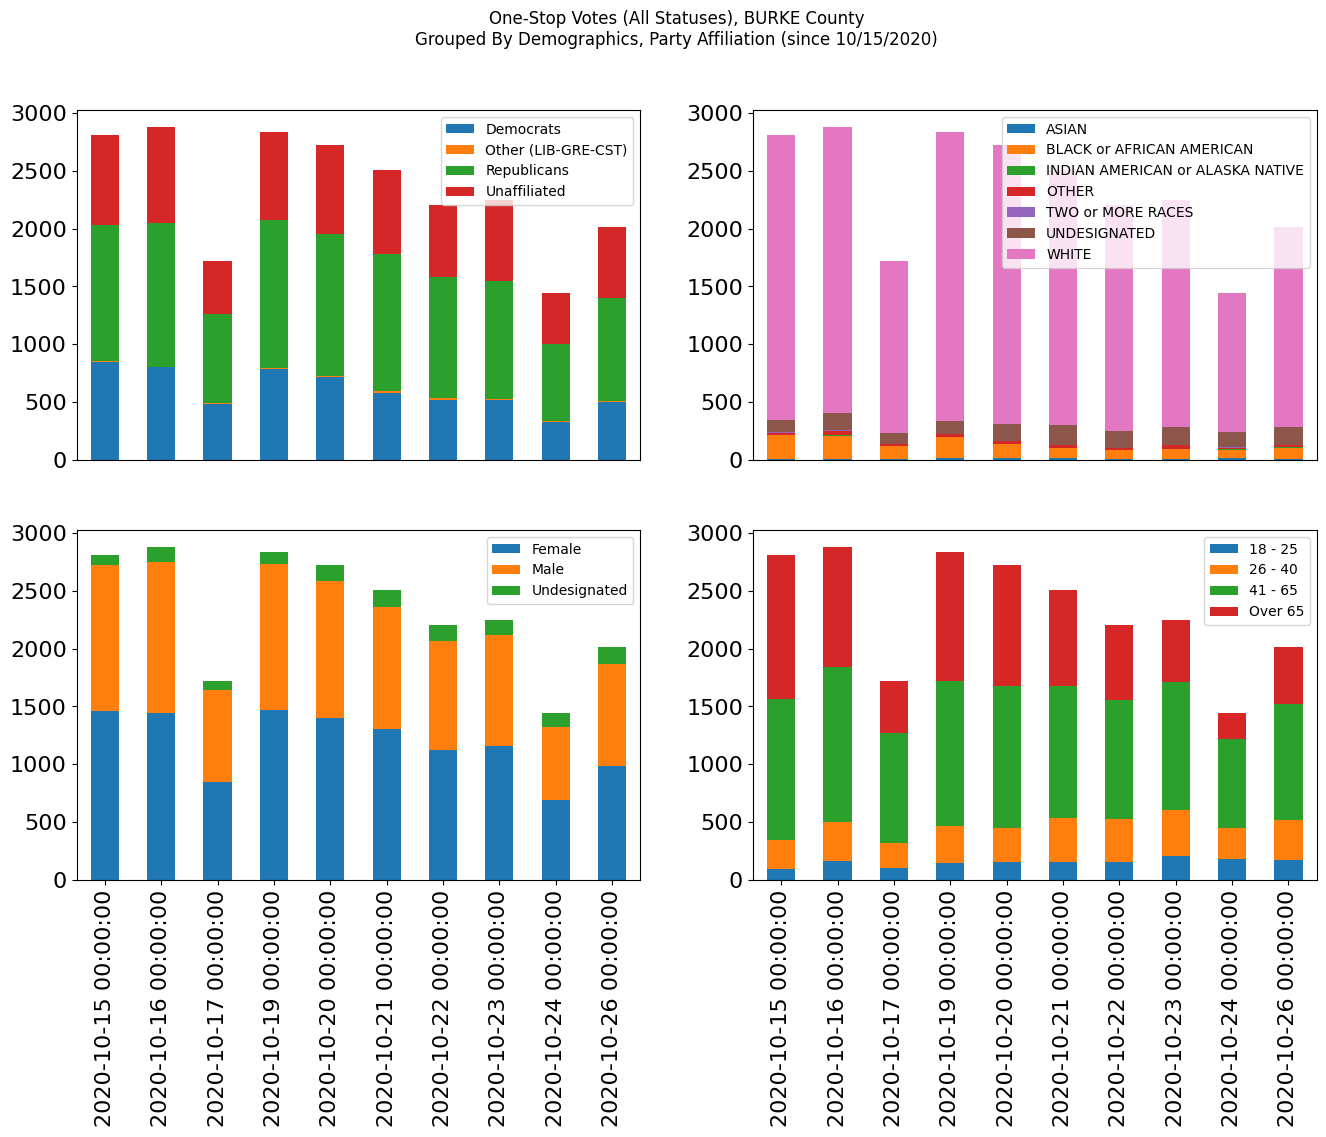 One-Stop Votes (All Statuses), BURKE County
Grouped By Demographics, Party Affiliation (since 10/15/2020)
3000
2500
2000
1500
1000
500
0
Democrats
Other (LIB-GRE-CST)
Republicans
Unaffiliated
3000
2500
2000
1500
1000
500
0
ASIAN
BLACK or AFRICAN AMERICAN
INDIAN AMERICAN or ALASKA NATIVE
OTHER
TWO or MORE RACES
UNDESIGNATED
WHITE
3000
2500
2000
1500
1000
500
0
Female
Male
Undesignated
2020-10-15 00:00:00
2020-10-16 00:00:00
2020-10-17 00:00:00
2020-10-19 00:00:00
2020-10-20 00:00:00
2020-10-21 00:00:00
2020-10-22 00:00:00
2020-10-23 00:00:00
2020-10-24 00:00:00
2020-10-26 00:00:00
3000
2500
2000
1500
1000
500
0
18 - 25
26 - 40
41 - 65
Over 65
2020-10-15 00:00:00
2020-10-16 00:00:00
2020-10-17 00:00:00
2020-10-19 00:00:00
2020-10-20 00:00:00
2020-10-21 00:00:00
2020-10-22 00:00:00
2020-10-23 00:00:00
2020-10-24 00:00:00
2020-10-26 00:00:00